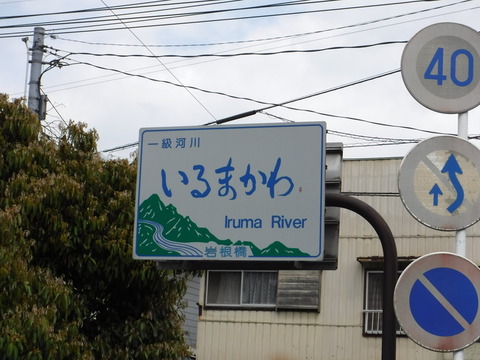 一級河川
いるまかわ
Iruma River
岩根橋
40